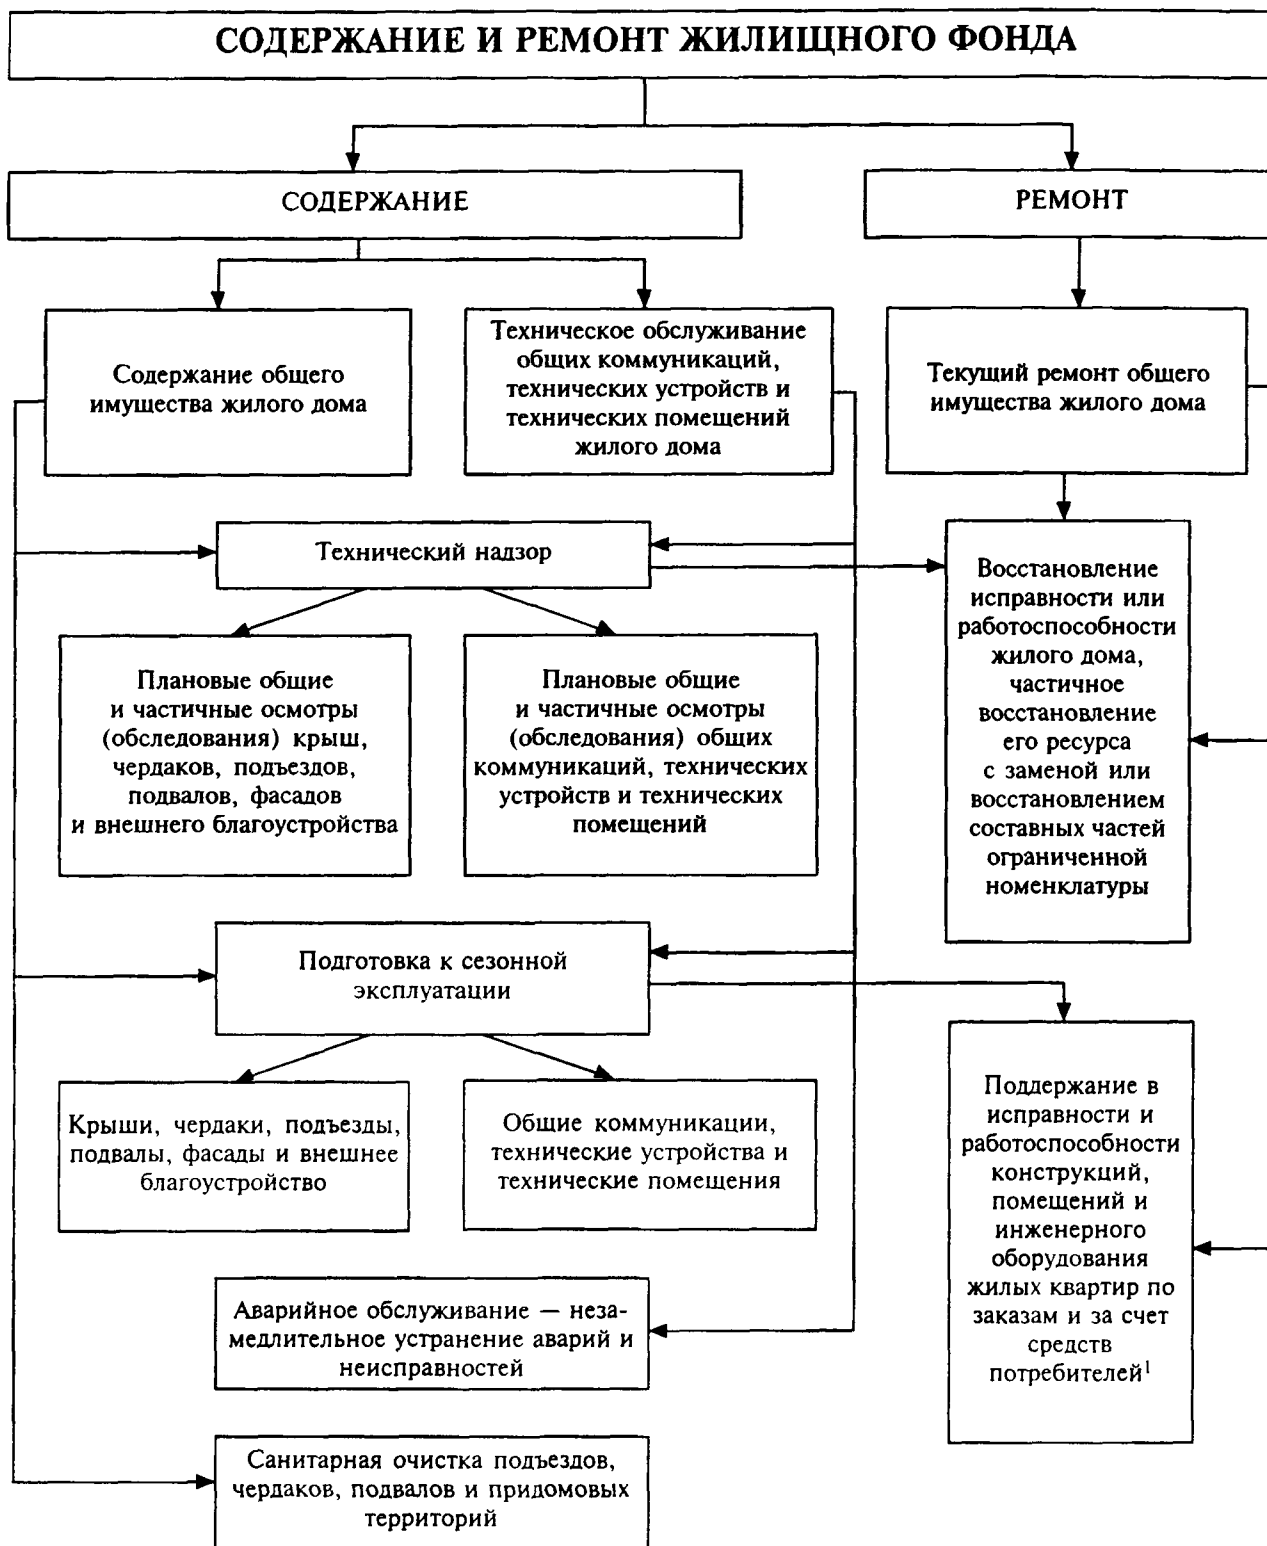 СОДЕРЖАНИЕ И РЕМОНТ ЖИЛИЩНОГО ФОНДА
СОДЕРЖАНИЕ
РЕМОНТ
Содержание общего
имущества жилого дома
Техническое обслуживание
общих коммуникаций,
технических устройств и
технических помещений
жилого дома
Текущий ремонт общего
имущества жилого дома
Технический надзор
Плановые общие
и частичные осмотры
(обследования) крыш,
чердаков, подъездов,
подвалов, фасадов
и внешнего благоустройства
Плановые общие
и частичные осмотры
(обследования) общих
коммуникаций, технических
устройств и технических
помещений
Восстановление
исправности или
работоспособности
жилого дома,
частичное
восстановление
его ресурса
с заменой или
восстановлением
составных частей
ограниченной
номенклатуры
Подготовка к сезонной
эксплуатации
Крыши, чердаки, подъезды,
подвалы, фасады и внешнее
благоустройство
Общие коммуникации,
технические устройства и
технические помещения
Поддержание в
исправности и
работоспособности
конструкций,
помещений и
инженерного
оборудования
жилых квартир по
заказам и за счет
средств
потребителей¹
Аварийное обслуживание — неза-
медлительное устранение аварий и
неисправностей
Санитарная очистка подъездов,
чердаков, подвалов и придомовых
территорий